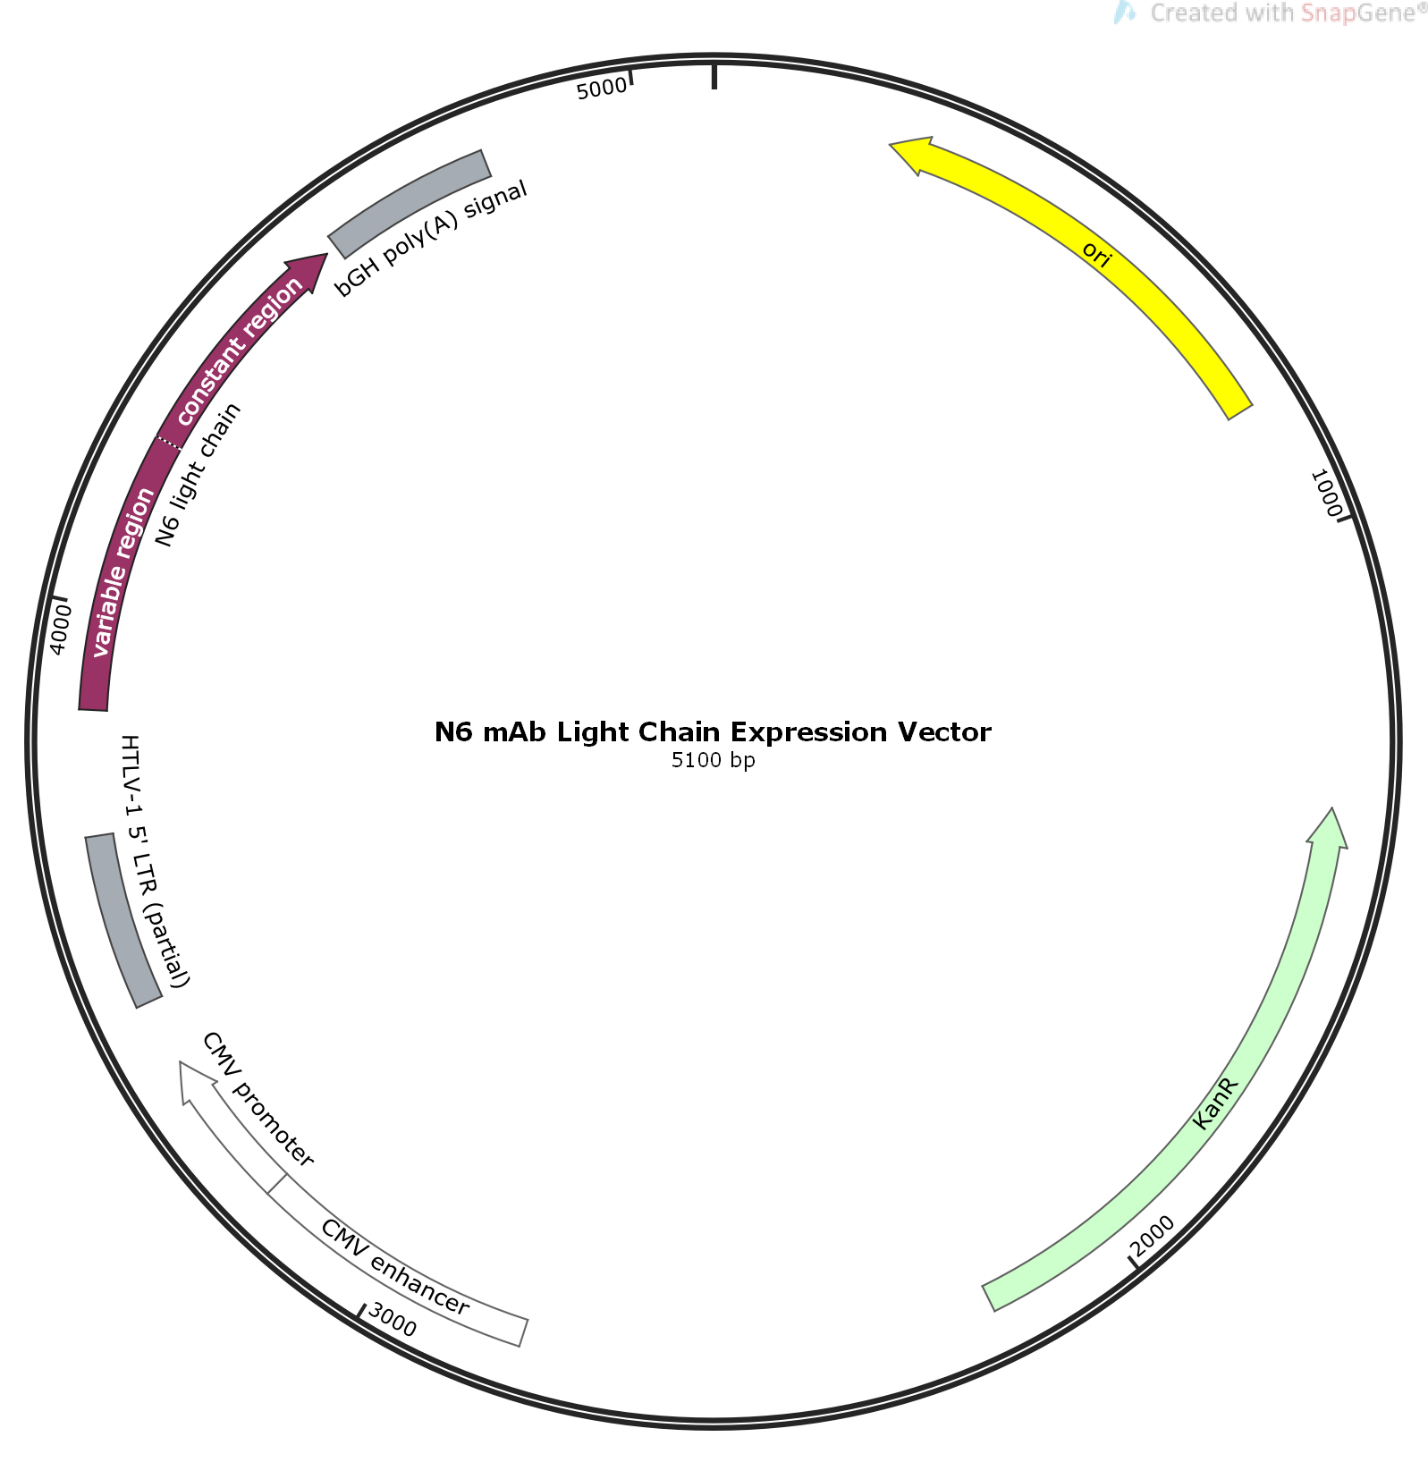 Created with SnapGene®
5000
bGH poly(A) signal
ori
constant region
N6 light chain
variable region
1000
4000
N6 mAb Light Chain Expression Vector
5100 bp
HTLV-1 5' LTR (partial)
CMV promoter
KanR
CMV enhancer
2000
3000